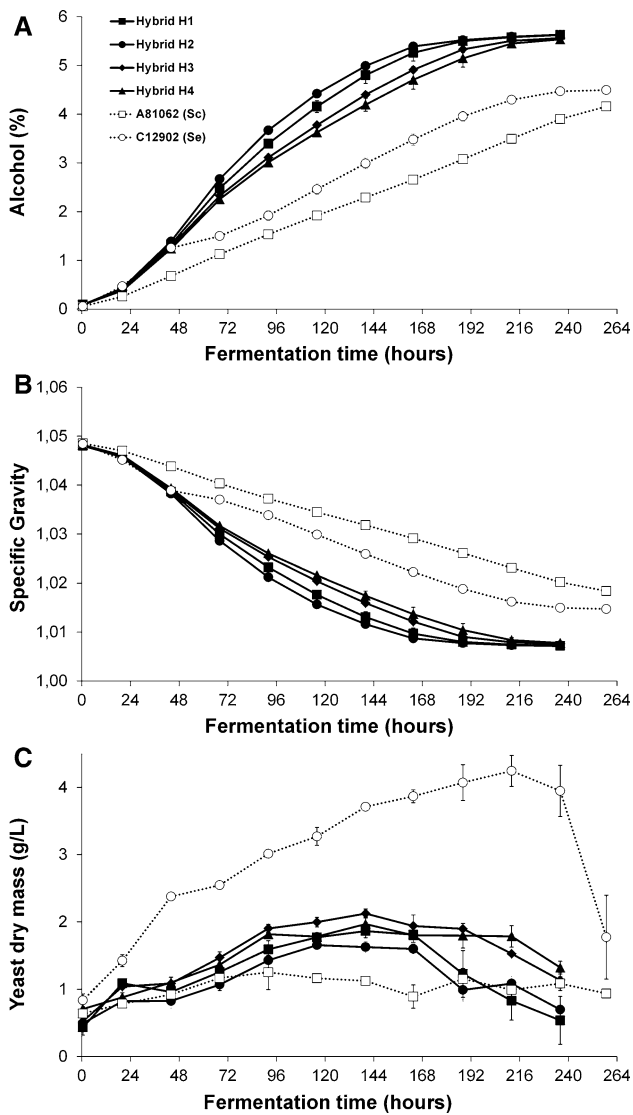 A
Alcohol (%)
6
5
4
3
2
1
0
Hybrid H1
Hybrid H2
Hybrid H3
Hybrid H4
A81062 (Sc)
C12902 (Se)
0 24 48 72 96 120 144 168 192 216 240 264
Fermentation time (hours)
B
Specific Gravity
1,06
1,05
1,04
1,03
1,02
1,01
1,00
0 24 48 72 96 120 144 168 192 216 240 264
Fermentation time (hours)
C
Yeast dry mass (g/L)
4
3
2
1
0
0 24 48 72 96 120 144 168 192 216 240 264
Fermentation time (hours)